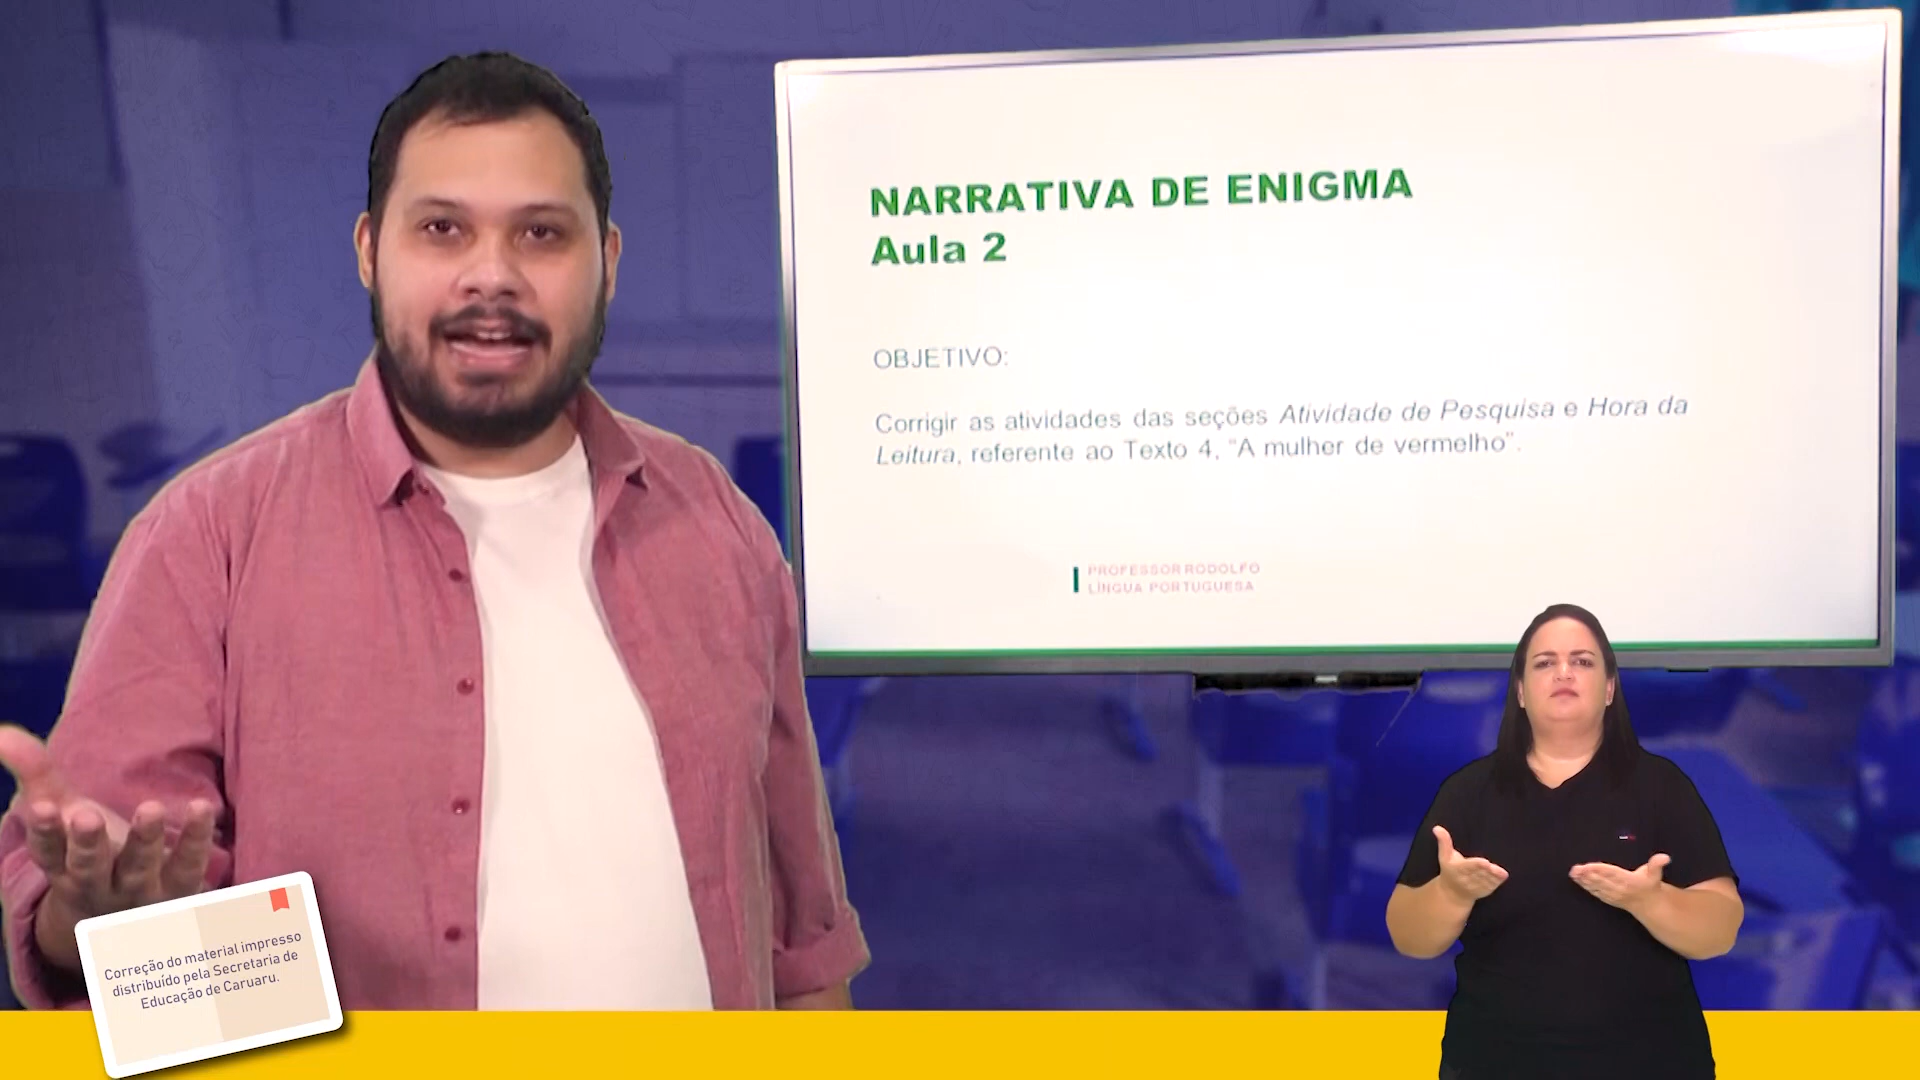 NARRATIVA DE ENIGMA
Aula 2
OBJETIVO:
Corrigir as atividades das seções Atividade de Pesquisa e Hora da
Leitura, referente ao Texto 4, "A mulher de vermelho".
PROFESSOR RODOLFO
LÍNGUA PORTUGUESA
Correção do material impresso
distribuído pela Secretaria de
Educação de Caruaru.